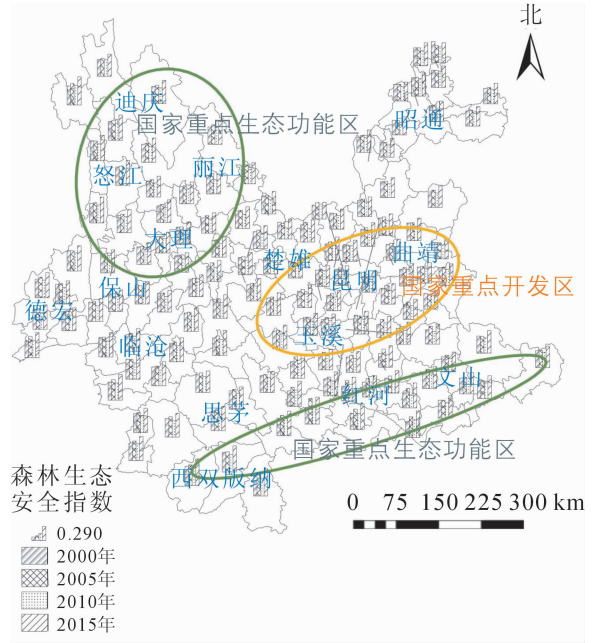 北
迪庆
国家重点生态功能区
昭通
怒江
丽江
大理
楚雄
曲靖
昆明
国家重点开发区
保山
德宏
玉溪
临沧
文山
红河
思茅
国家重点生态功能区
西双版纳
森林生态
安全指数
0.290
2000年
2005年
2010年
2015年
0 75 150 225 300 km